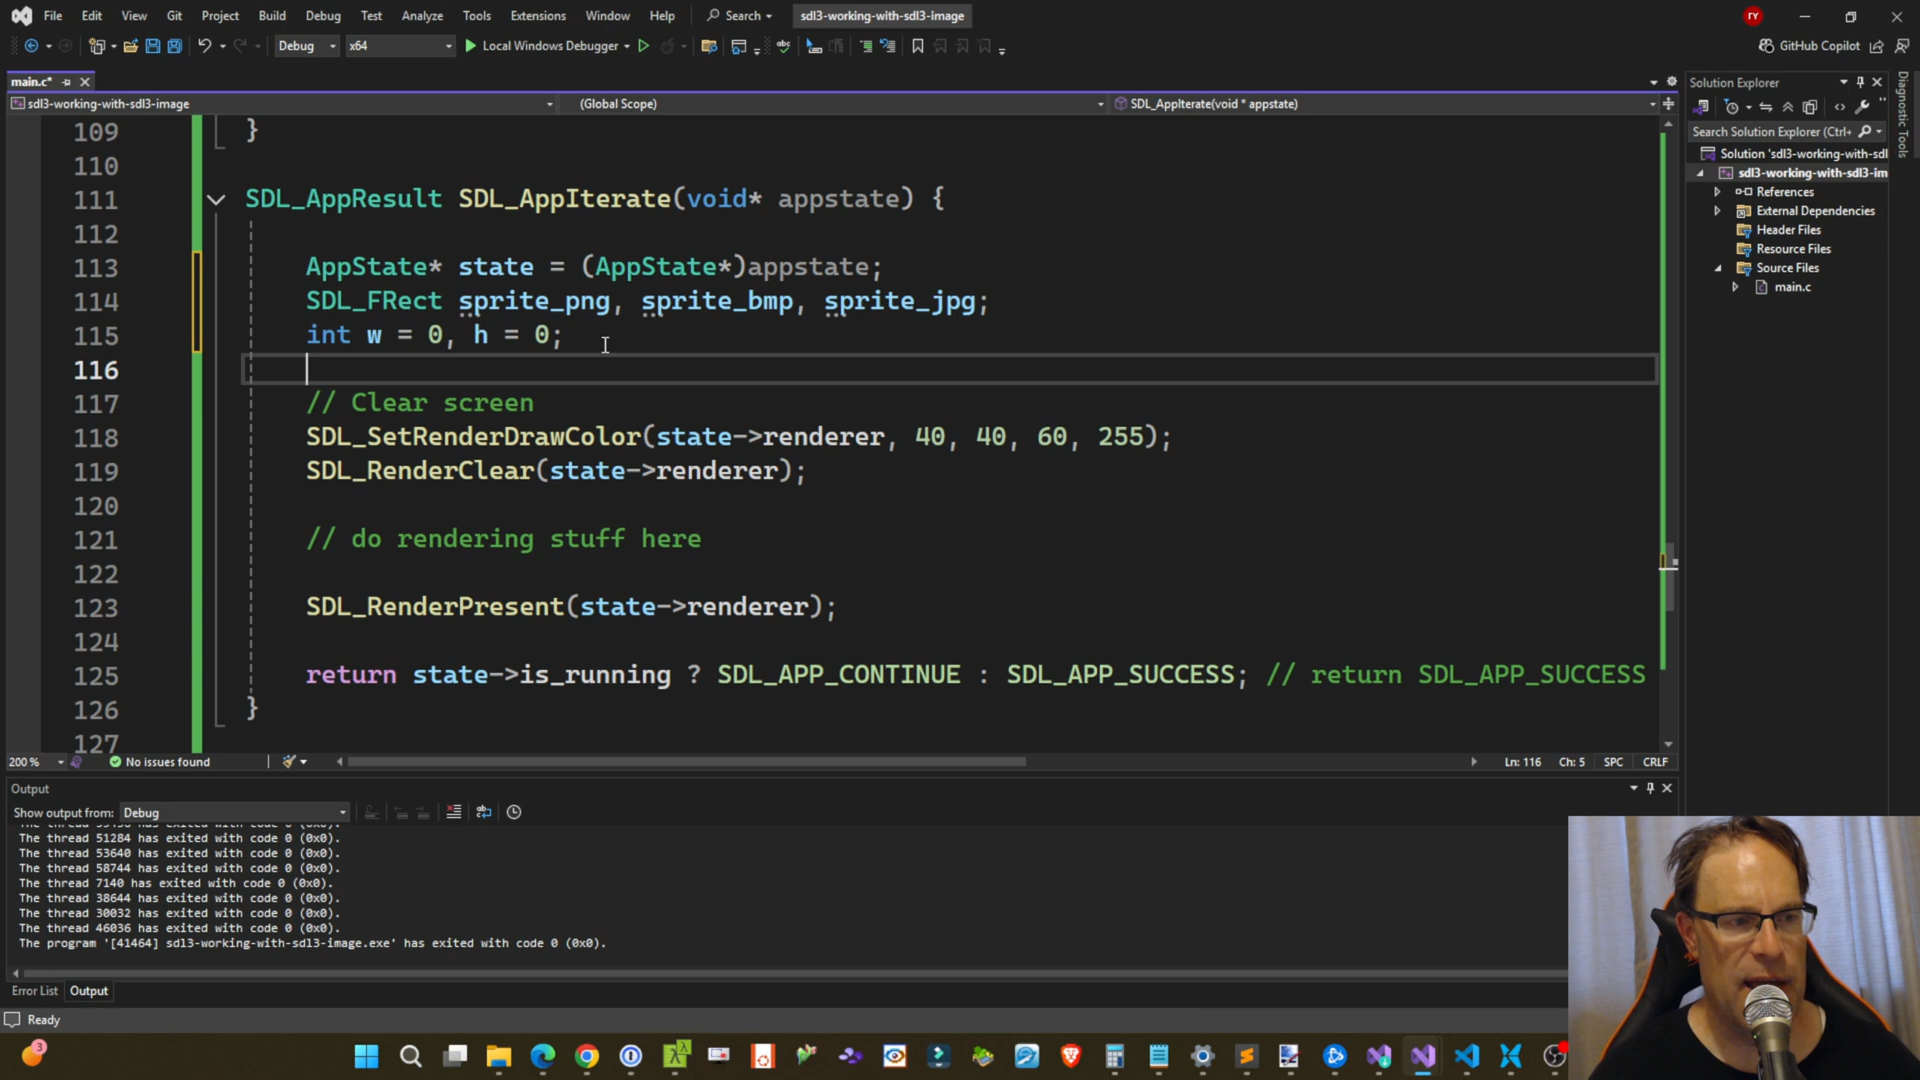 File Edit View Git Project Build Debug Test Analyze Tools Extensions Window Help Search sdl3-working-with-sdl3-image RY
Debug x64 Local Windows Debugger GitHub Copilot
main.c*
sdl3-working-with-sdl3-image (Global Scope) SDL_AppIterate(void * appstate)
109 }
110
111 SDL_AppResult SDL_AppIterate(void* appstate) {
112
113 AppState* state = (AppState*)appstate;
114 SDL_FRect sprite_png, sprite_bmp, sprite_jpg;
115 int w = 0, h = 0;
116
117 // Clear screen
118 SDL_SetRenderDrawColor(state->renderer, 40, 40, 60, 255);
119 SDL_RenderClear(state->renderer);
120
121 // do rendering stuff here
122
123 SDL_RenderPresent(state->renderer);
124
125 return state->is_running ? SDL_APP_CONTINUE : SDL_APP_SUCCESS; // return SDL_APP_SUCCESS
126 }
127
200 % No issues found Ln: 116 Ch: 5 SPC CRLF
Solution Explorer
Search Solution Explorer (Ctrl+
Solution 'sdl3-working-with-sdl
sdl3-working-with-sdl3-im
References
External Dependencies
Header Files
Resource Files
Source Files
main.c
Diagnostic Tools
Output
Show output from: Debug
The thread 51284 has exited with code 0 (0x0).
The thread 53640 has exited with code 0 (0x0).
The thread 58744 has exited with code 0 (0x0).
The thread 7140 has exited with code 0 (0x0).
The thread 38644 has exited with code 0 (0x0).
The thread 30032 has exited with code 0 (0x0).
The thread 46036 has exited with code 0 (0x0).
The program '[41464] sdl3-working-with-sdl3-image.exe' has exited with code 0 (0x0).
Error List Output
Ready
3